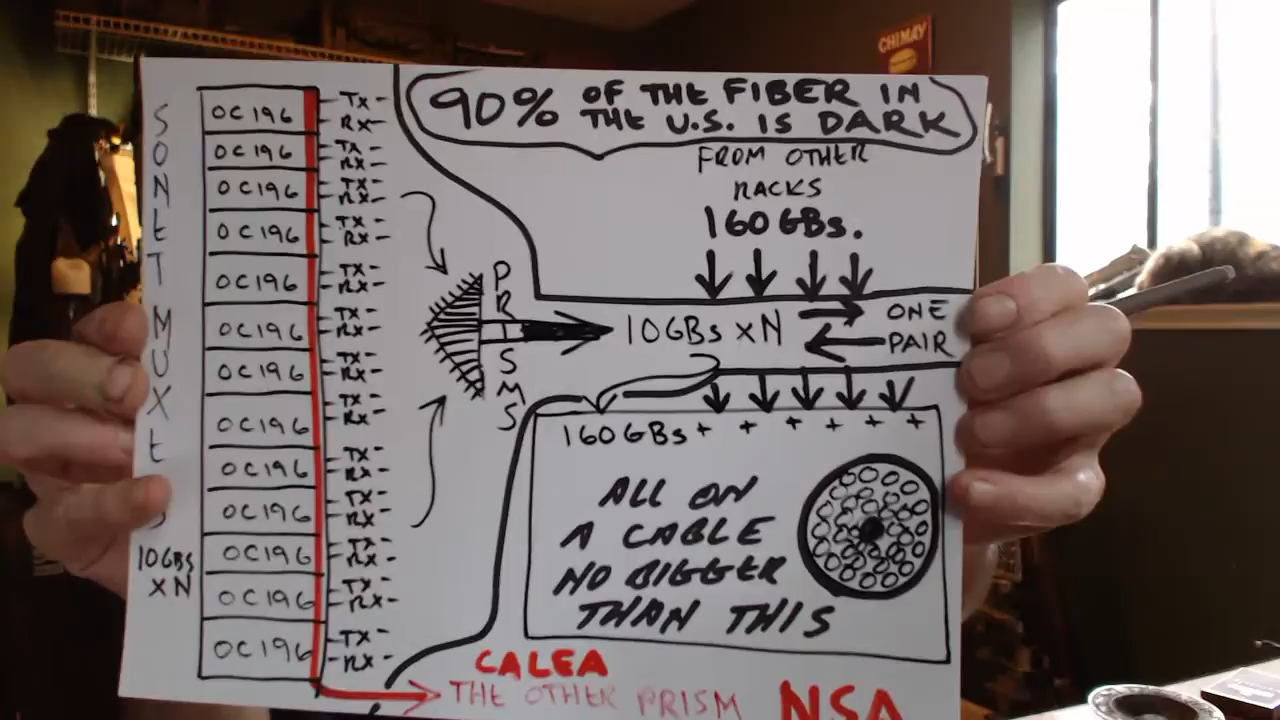 CHIMAY
90% OF THE FIBER IN
THE U.S. IS DARK
FROM OTHER
RACKS
160GBs.
SONET MUXES
10GBs
XN
OC196
OC196
OC196
OC196
OC196
OC196
OC196
OC196
OC196
OC196
OC196
OC196
OC196
TX-
RX-
TX-
RX-
TX-
RX-
TX-
RX-
TX-
RX-
TX-
RX-
TX-
RX-
TX-
RX-
TX-
RX-
TX-
RX-
TX-
RX-
TX-
RX-
TX-
RX-
PRISMS
10GBs XN
ONE
PAIR
160GBs + + + + + +
ALL ON
A CABLE
NO BIGGER
THAN THIS
CALEA
THE OTHER PRISM NSA